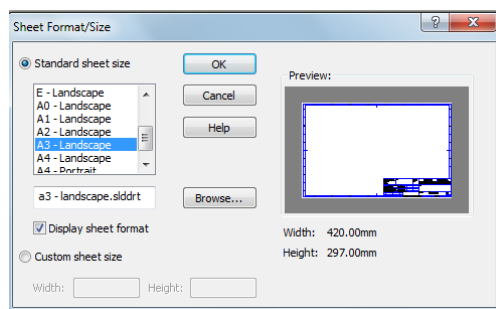 Sheet Format/Size
Standard sheet size
E - Landscape
A0 - Landscape
A1 - Landscape
A2 - Landscape
A3 - Landscape
A4 - Landscape
A4 - Portrait
a3 - landscape.slddrt
Display sheet format
Custom sheet size
Width:
Height:
OK
Cancel
Help
Browse...
Preview:
Width: 420.00mm
Height: 297.00mm